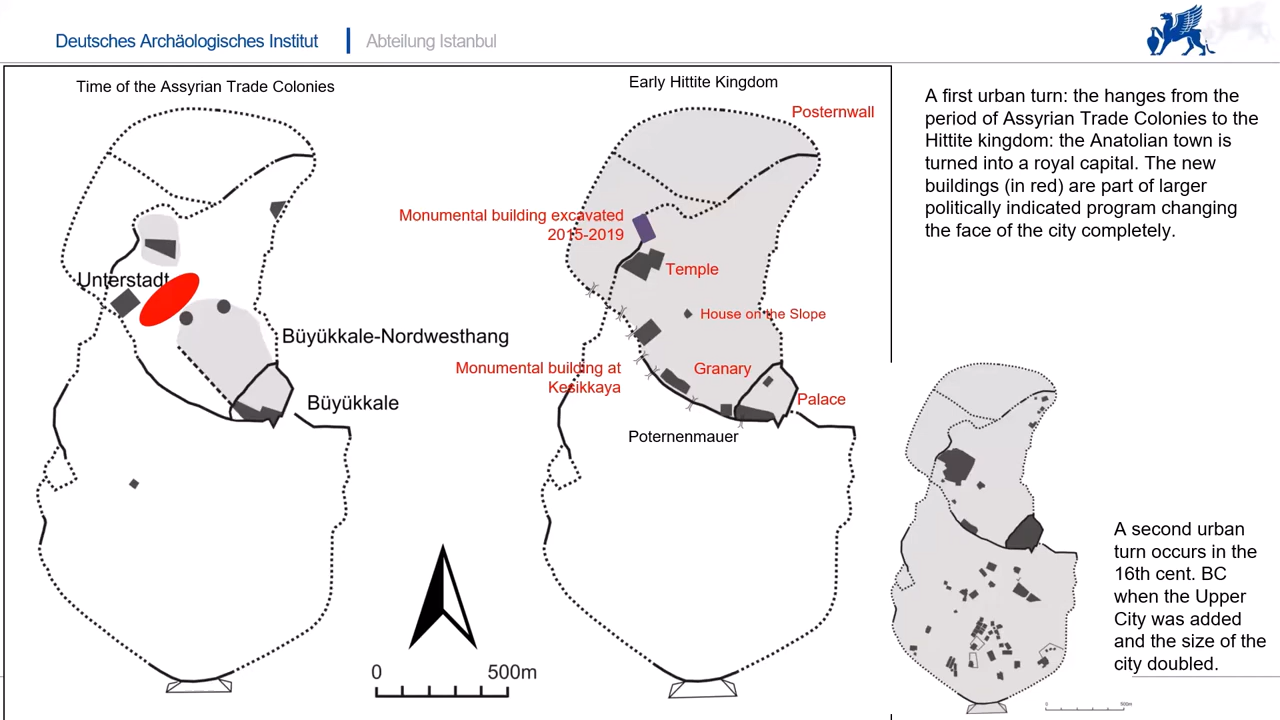 Deutsches Archäologisches Institut
Abteilung Istanbul
Time of the Assyrian Trade Colonies
Unterstadt
Büyükkale-Nordwesthang
Büyükkale
0 500m
Early Hittite Kingdom
Posternwall
Monumental building excavated
2015-2019
Temple
House on the Slope
Monumental building at
Kesikkaya
Granary
Palace
Poternenmauer
A first urban turn: the hanges from the
period of Assyrian Trade Colonies to the
Hittite kingdom: the Anatolian town is
turned into a royal capital. The new
buildings (in red) are part of larger
politically indicated program changing
the face of the city completely.
A second urban
turn occurs in the
16th cent. BC
when the Upper
City was added
and the size of the
city doubled.
0 500m